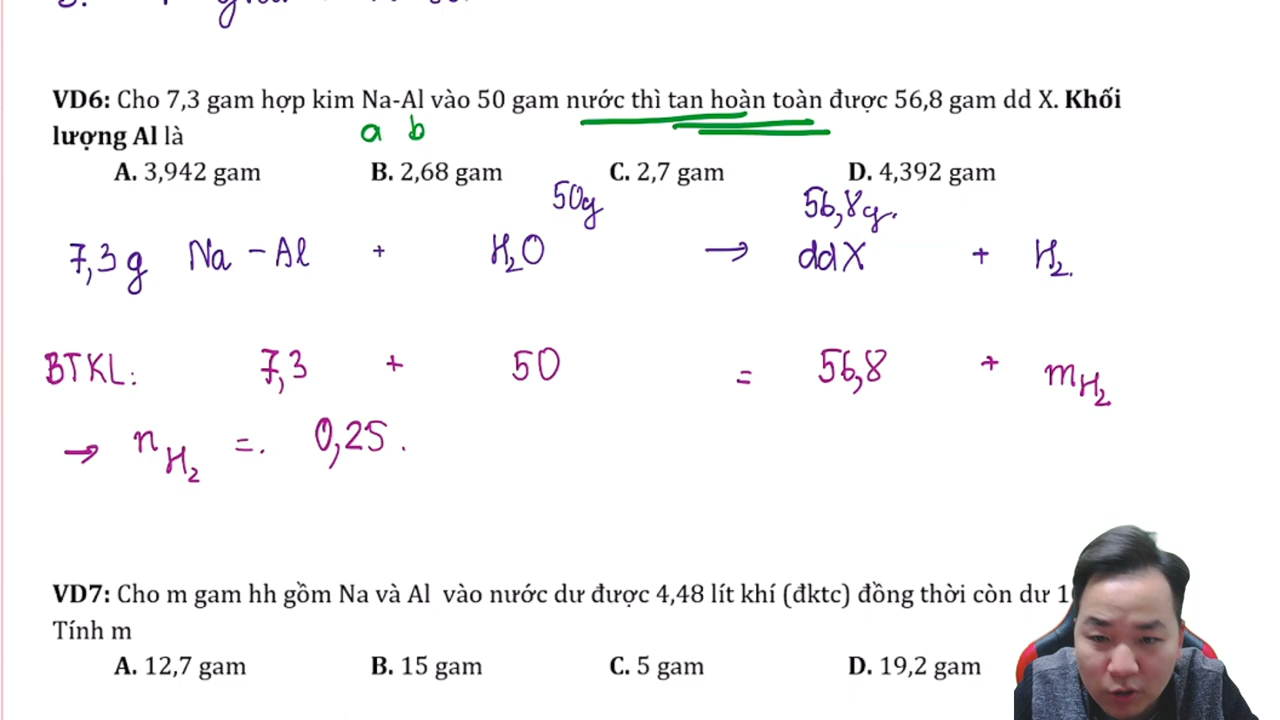 VD6: Cho 7,3 gam hợp kim Na-Al vào 50 gam nước thì tan hoàn toàn được 56,8 gam dd X. Khối
lượng Al là
a b
A. 3,942 gam B. 2,68 gam C. 2,7 gam D. 4,392 gam
50g 56,8g.
7,3g Na - Al + H2O → ddX + H2.
BTKL: 7,3 + 50 = 56,8 + mH2
→ nH2 = 0,25.
VD7: Cho m gam hh gồm Na và Al vào nước dư được 4,48 lít khí (đktc) đồng thời còn dư 1
Tính m
A. 12,7 gam B. 15 gam C. 5 gam D. 19,2 gam